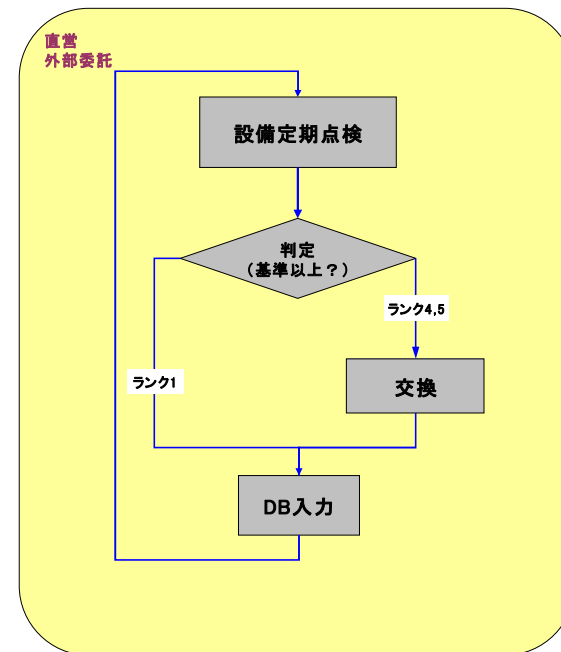 直営
外部委託
設備定期点検
判定
（基準以上？）
ランク4,5
ランク1
交換
DB入力